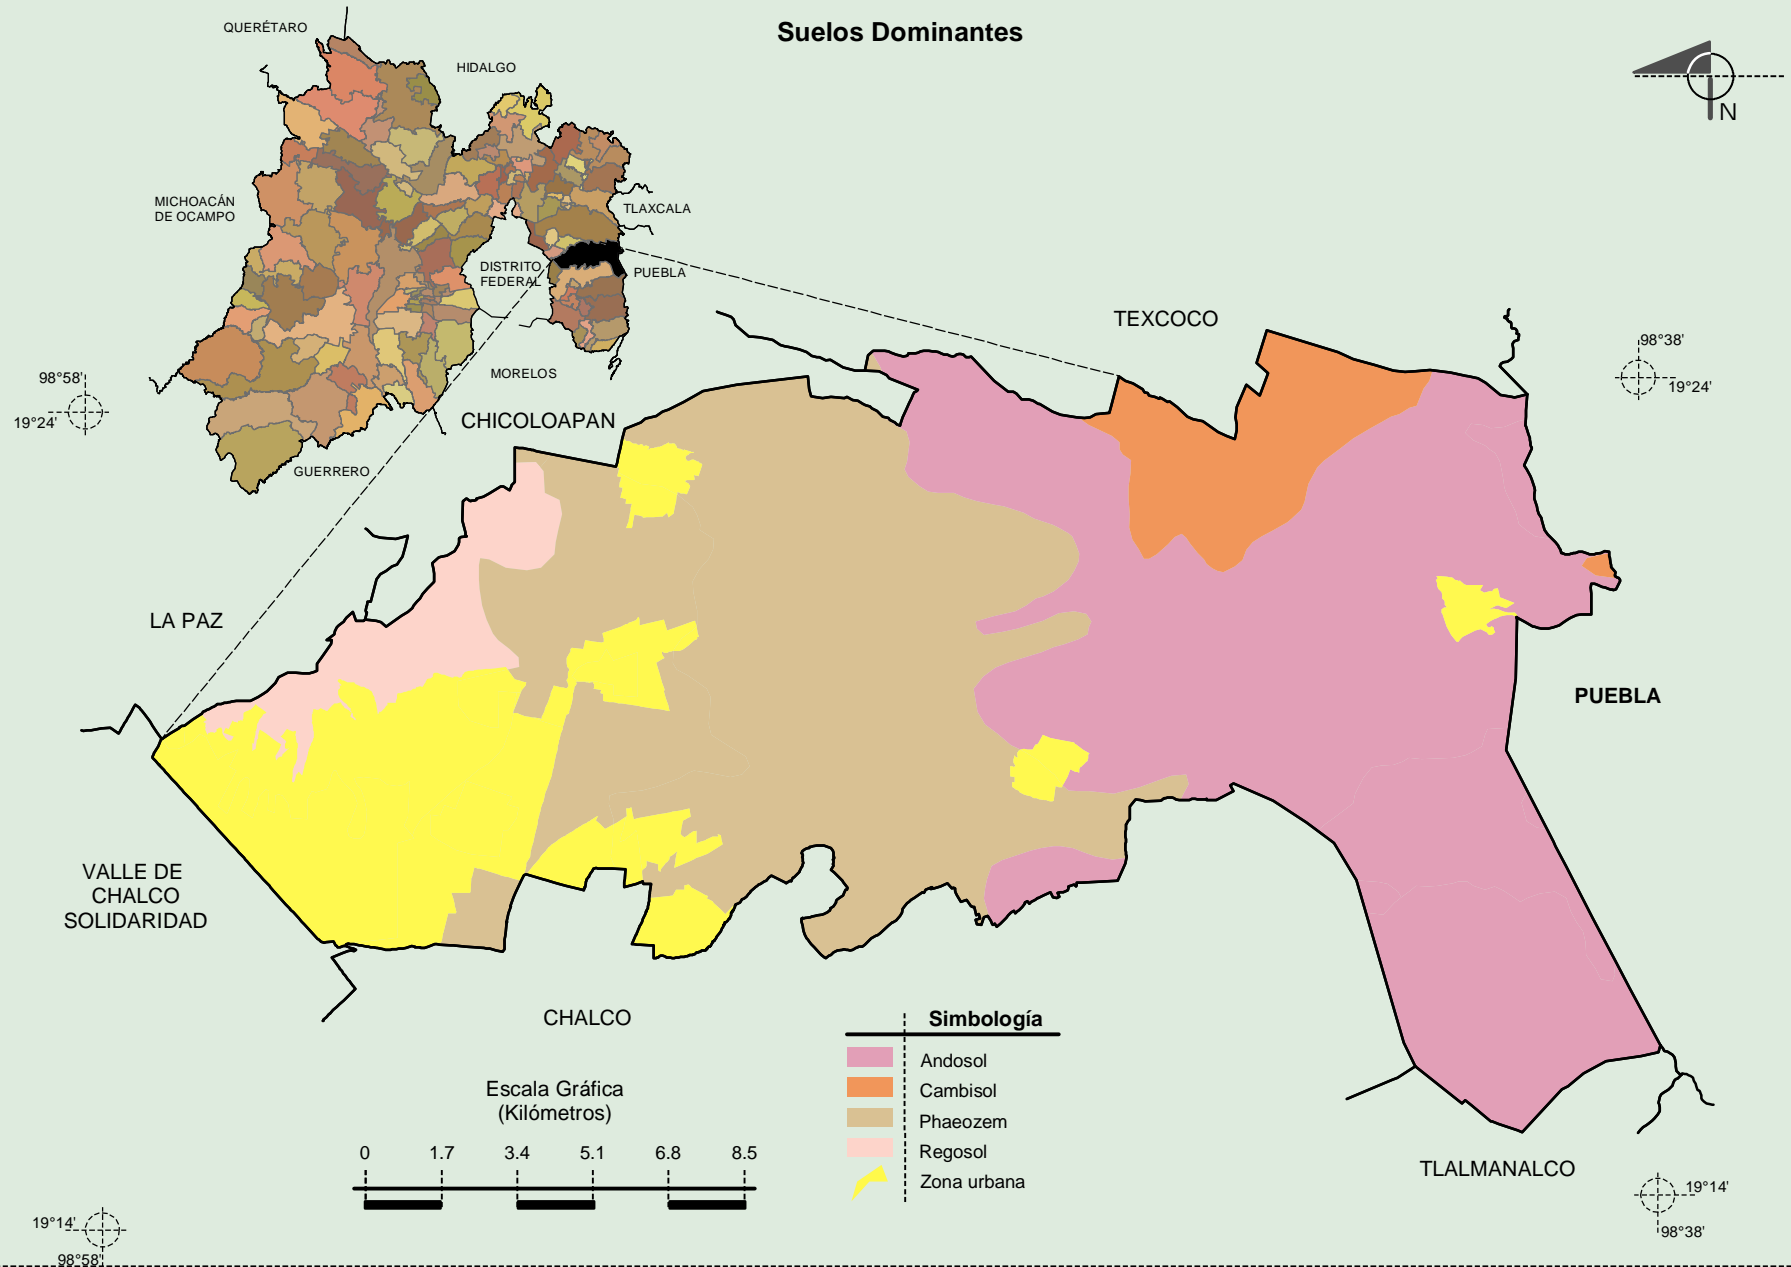 Suelos Dominantes
QUERÉTARO
HIDALGO
N
MICHOACÁN
DE OCAMPO
TLAXCALA
DISTRITO
FEDERAL
PUEBLA
MORELOS
GUERRERO
98°58'
19°24'
98°38'
19°24'
TEXCOCO
CHICOLOAPAN
LA PAZ
PUEBLA
VALLE DE
CHALCO
SOLIDARIDAD
CHALCO
TLALMANALCO
Simbología
Andosol
Cambisol
Phaeozem
Regosol
Zona urbana
Escala Gráfica
(Kilómetros)
0 1.7 3.4 5.1 6.8 8.5
19°14'
98°58'
19°14'
98°38'